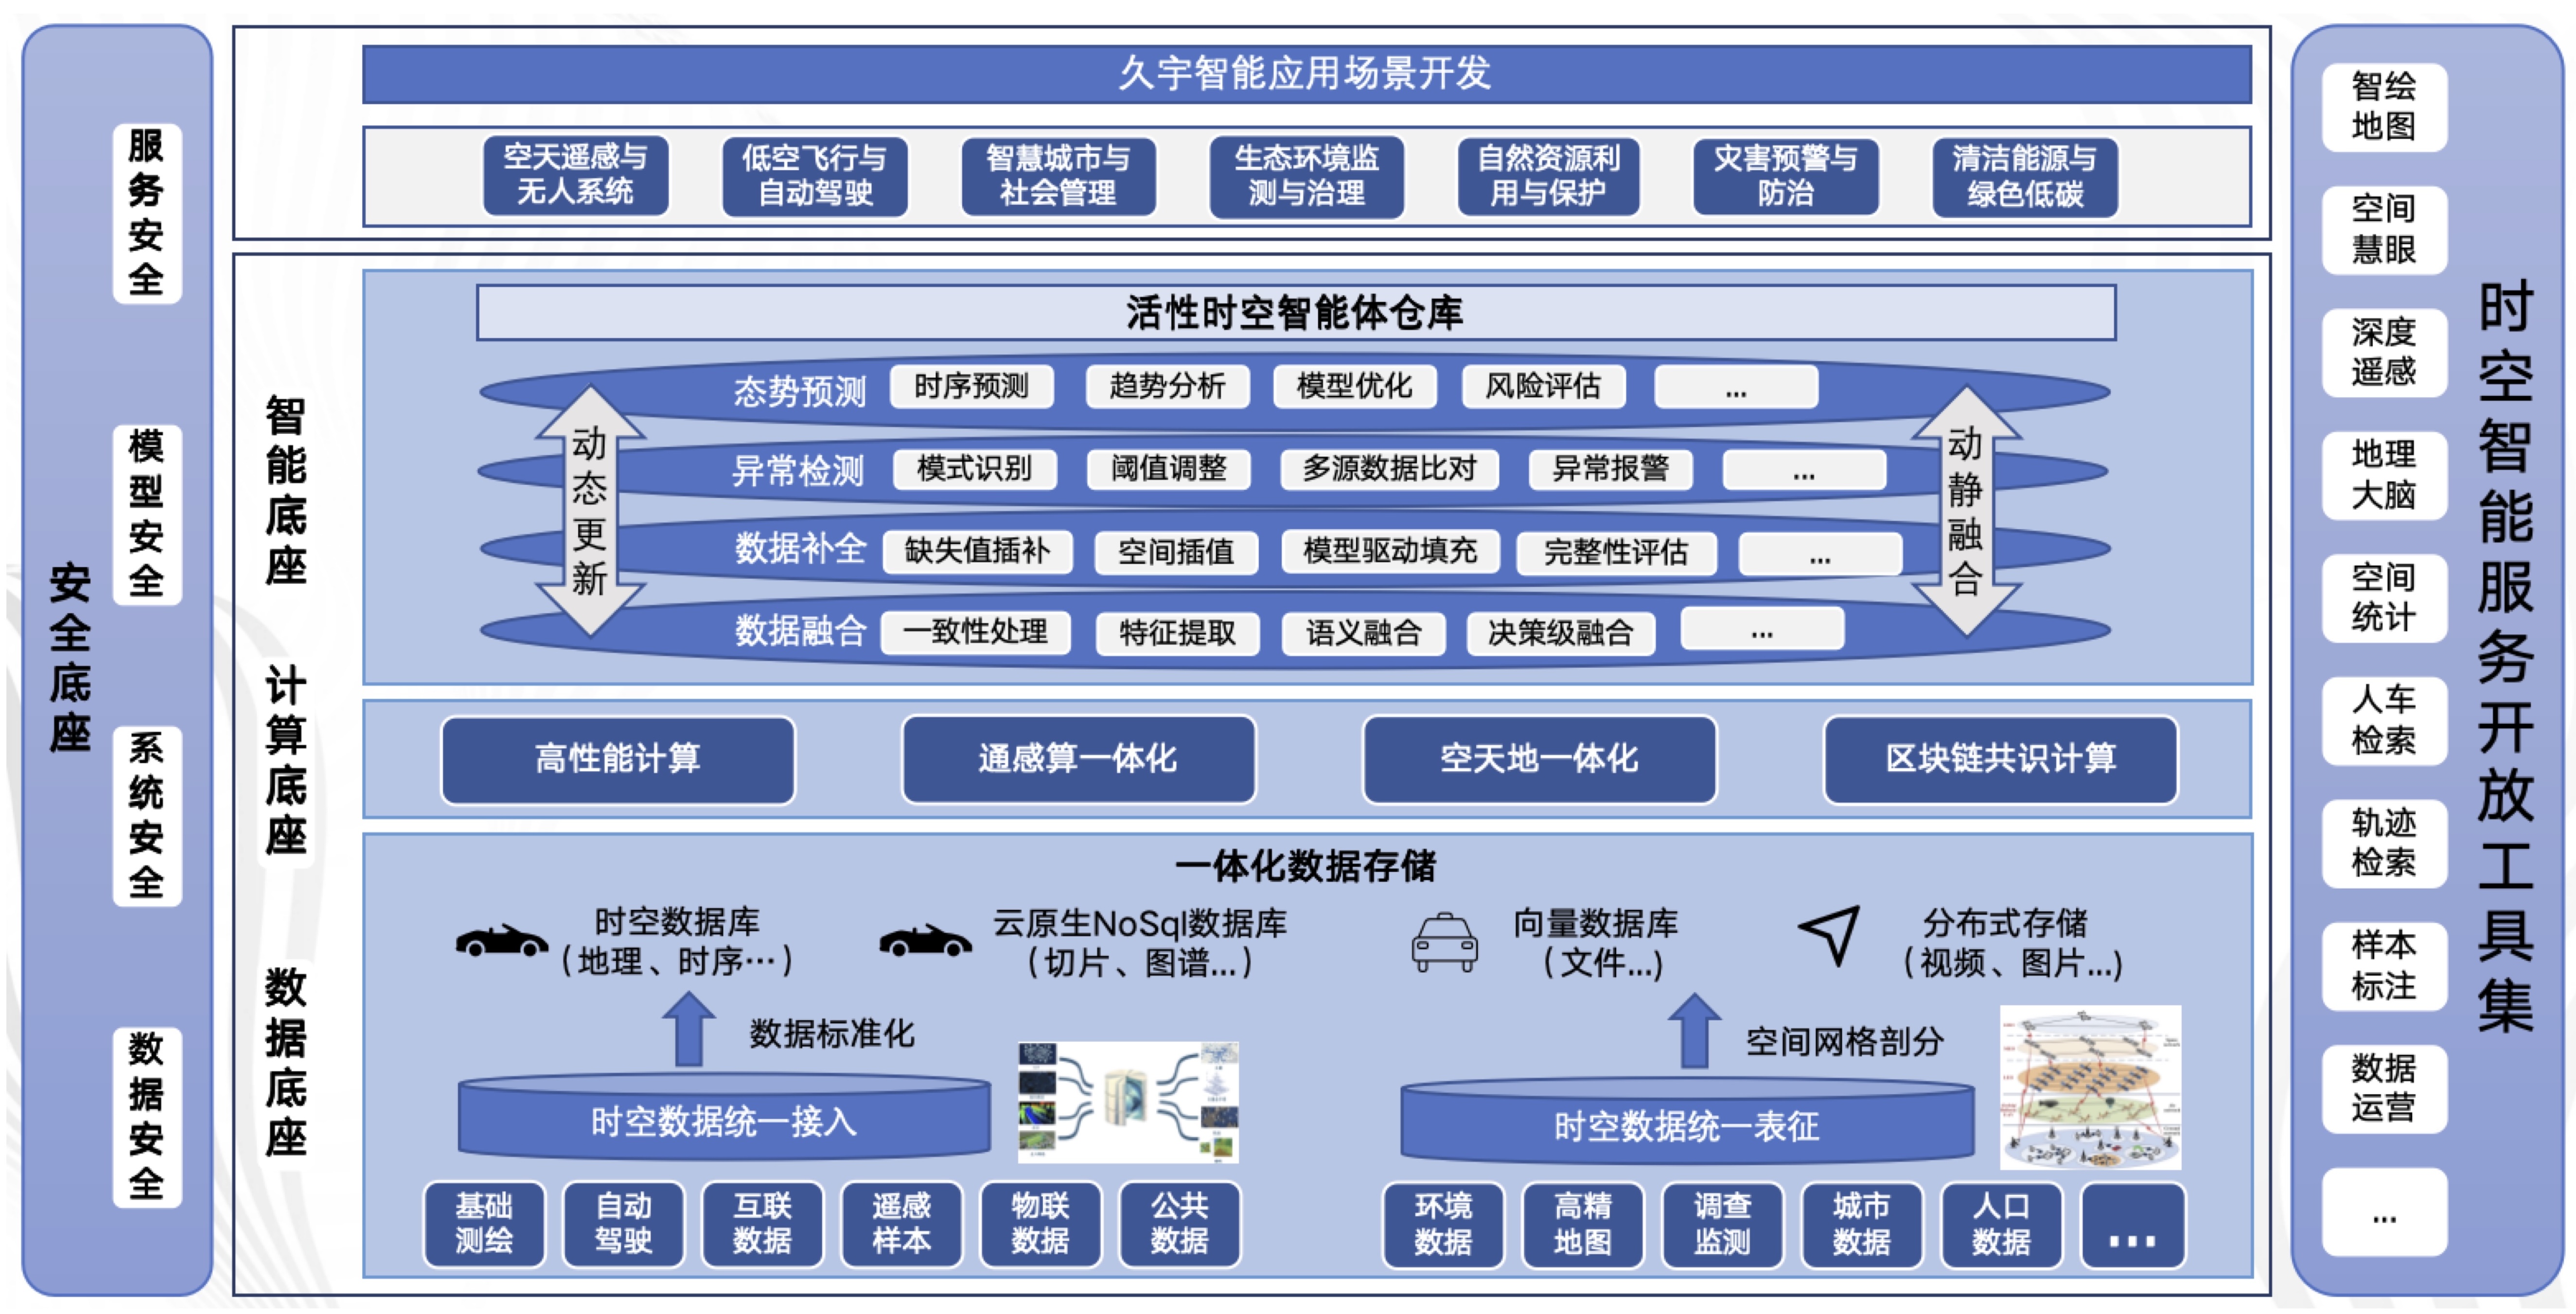 安全底座
服务安全
模型安全
系统安全
数据安全
久宇智能应用场景开发
空天遥感与
无人系统
低空飞行与
自动驾驶
智慧城市与
社会管理
生态环境监
测与治理
自然资源利
用与保护
灾害预警与
防治
清洁能源与
绿色低碳
智能底座
活性时空智能体仓库
态势预测
时序预测
趋势分析
模型优化
风险评估
...
异常检测
模式识别
阈值调整
多源数据比对
异常报警
...
数据补全
缺失值插补
空间插值
模型驱动填充
完整性评估
...
数据融合
一致性处理
特征提取
语义融合
决策级融合
...
动态更新
动静融合
计算底座
高性能计算
通感算一体化
空天地一体化
区块链共识计算
数据底座
一体化数据存储
时空数据库
(地理、时序…)
云原生NoSql数据库
(切片、图谱...)
向量数据库
(文件...)
分布式存储
(视频、图片...)
数据标准化
空间网格剖分
时空数据统一接入
时空数据统一表征
基础
测绘
自动
驾驶
互联
数据
遥感
样本
物联
数据
公共
数据
环境
数据
高精
地图
调查
监测
城市
数据
人口
数据
...
智绘
地图
空间
慧眼
深度
遥感
地理
大脑
空间
统计
人车
检索
轨迹
检索
样本
标注
数据
运营
...
时空智能服务开放工具集